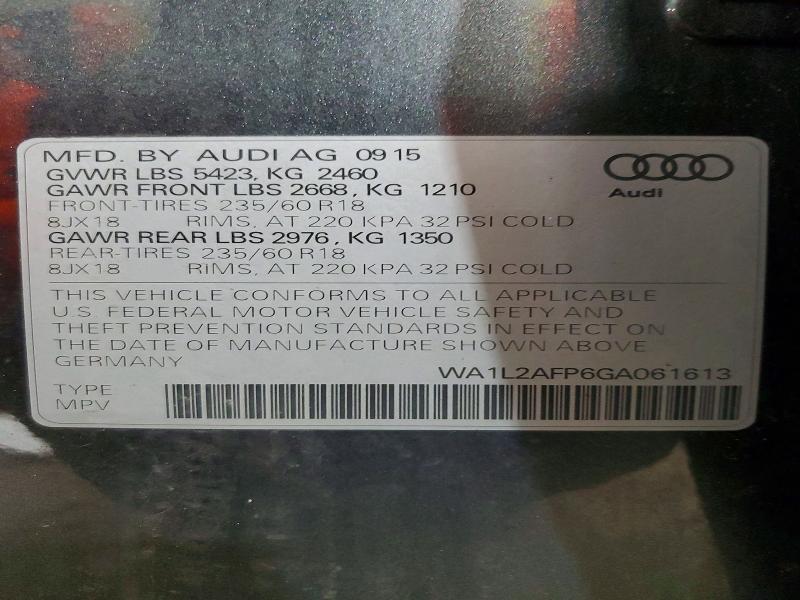 MFD. BY AUDI AG 09 15
GVWR LBS 5423, KG 2460
GAWR FRONT LBS 2668, KG 1210
FRONT-TIRES 235/60 R18
8JX18 RIMS, AT 220 KPA 32 PSI COLD
GAWR REAR LBS 2976, KG 1350
REAR-TIRES 235/60 R18
8JX18 RIMS, AT 220 KPA 32 PSI COLD
Audi
THIS VEHICLE CONFORMS TO ALL APPLICABLE
U.S. FEDERAL MOTOR VEHICLE SAFETY AND
THEFT PREVENTION STANDARDS IN EFFECT ON
THE DATE OF MANUFACTURE SHOWN ABOVE
GERMANY
WA1L2AFP6GA061613
TYPE
MPV